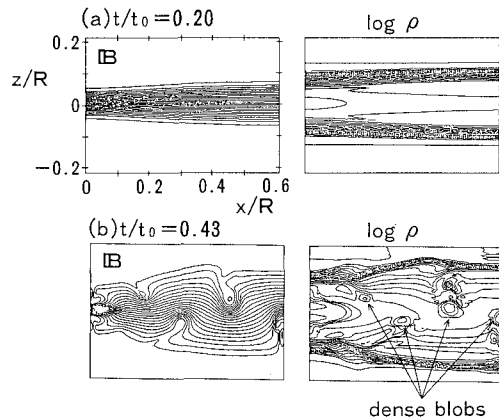 (a) t/t₀ = 0.20
log ρ
0.2
z/R
0
-0.2
𝔹
0
0.2
0.4
0.6
x/R
(b) t/t₀ = 0.43
log ρ
𝔹
dense blobs